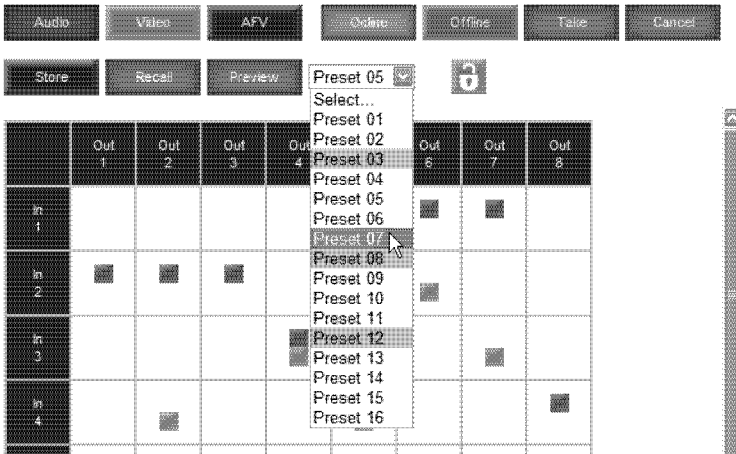 Audio Video AFV Online Offline Take Cancel
Store Recall Preview Preset 05
Select...
Preset 01
Preset 02
Preset 03
Preset 04
Preset 05
Preset 06
Preset 07
Preset 08
Preset 09
Preset 10
Preset 11
Preset 12
Preset 13
Preset 14
Preset 15
Preset 16
Out Out Out Out Out Out Out
1 2 3 4 6 7 8
In
1
In
2
In
3
In
4